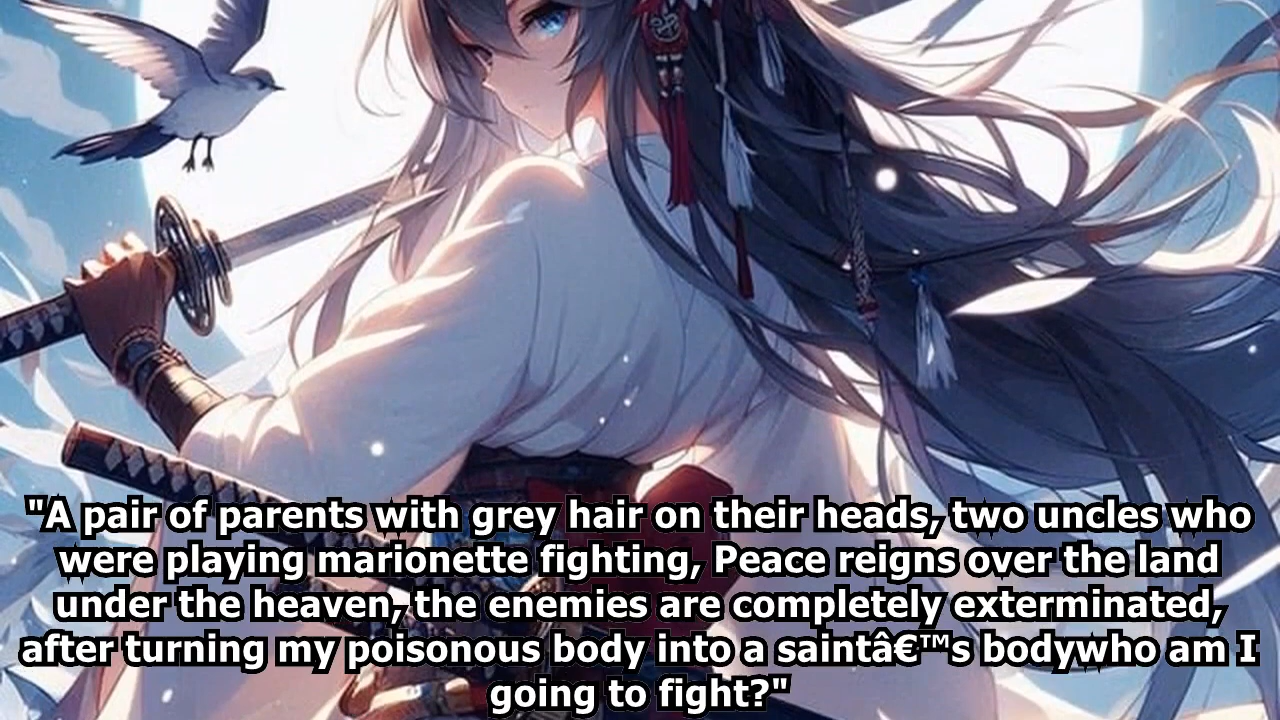 "A pair of parents with grey hair on their heads, two uncles who
were playing marionette fighting, Peace reigns over the land
under the heaven, the enemies are completely exterminated,
after turning my poisonous body into a saintâ€™s bodywho am I
going to fight?"